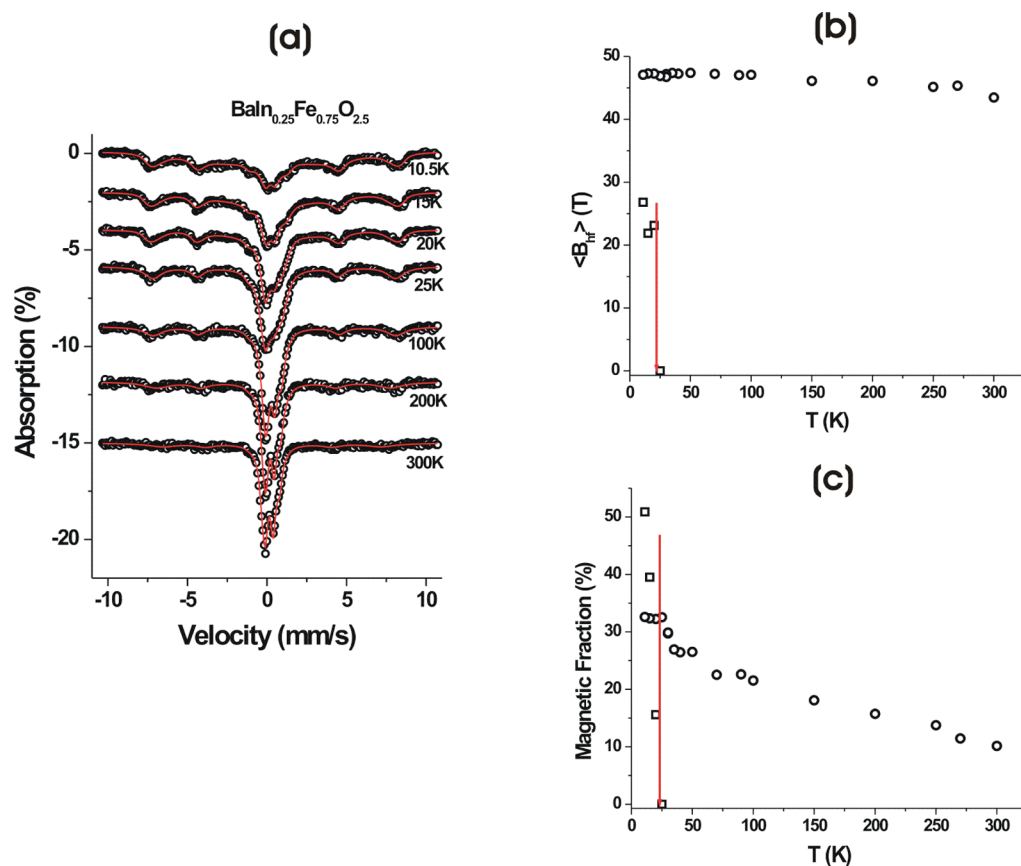 (a)
BaIn0.25Fe0.75O2.5
0
-5
-10
-15
-20
10.5K
15K
20K
25K
100K
200K
300K
-10 -5 0 5 10
Absorption (%)
Velocity (mm/s)
(b)
50
40
30
20
10
0
0 50 100 150 200 250 300
<Bhf> (T)
T (K)
(c)
50
40
30
20
10
0
0 50 100 150 200 250 300
Magnetic Fraction (%)
T (K)